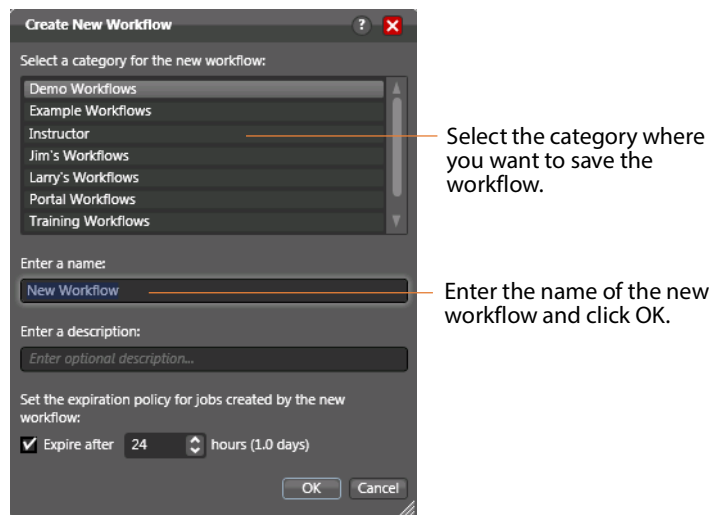 Create New Workflow
?
Select a category for the new workflow:
Demo Workflows
Example Workflows
Instructor
Jim's Workflows
Larry's Workflows
Portal Workflows
Training Workflows
Select the category where
you want to save the
workflow.
Enter a name:
New Workflow
Enter the name of the new
workflow and click OK.
Enter a description:
Enter optional description...
Set the expiration policy for jobs created by the new
workflow:
Expire after 24 hours (1.0 days)
OK Cancel